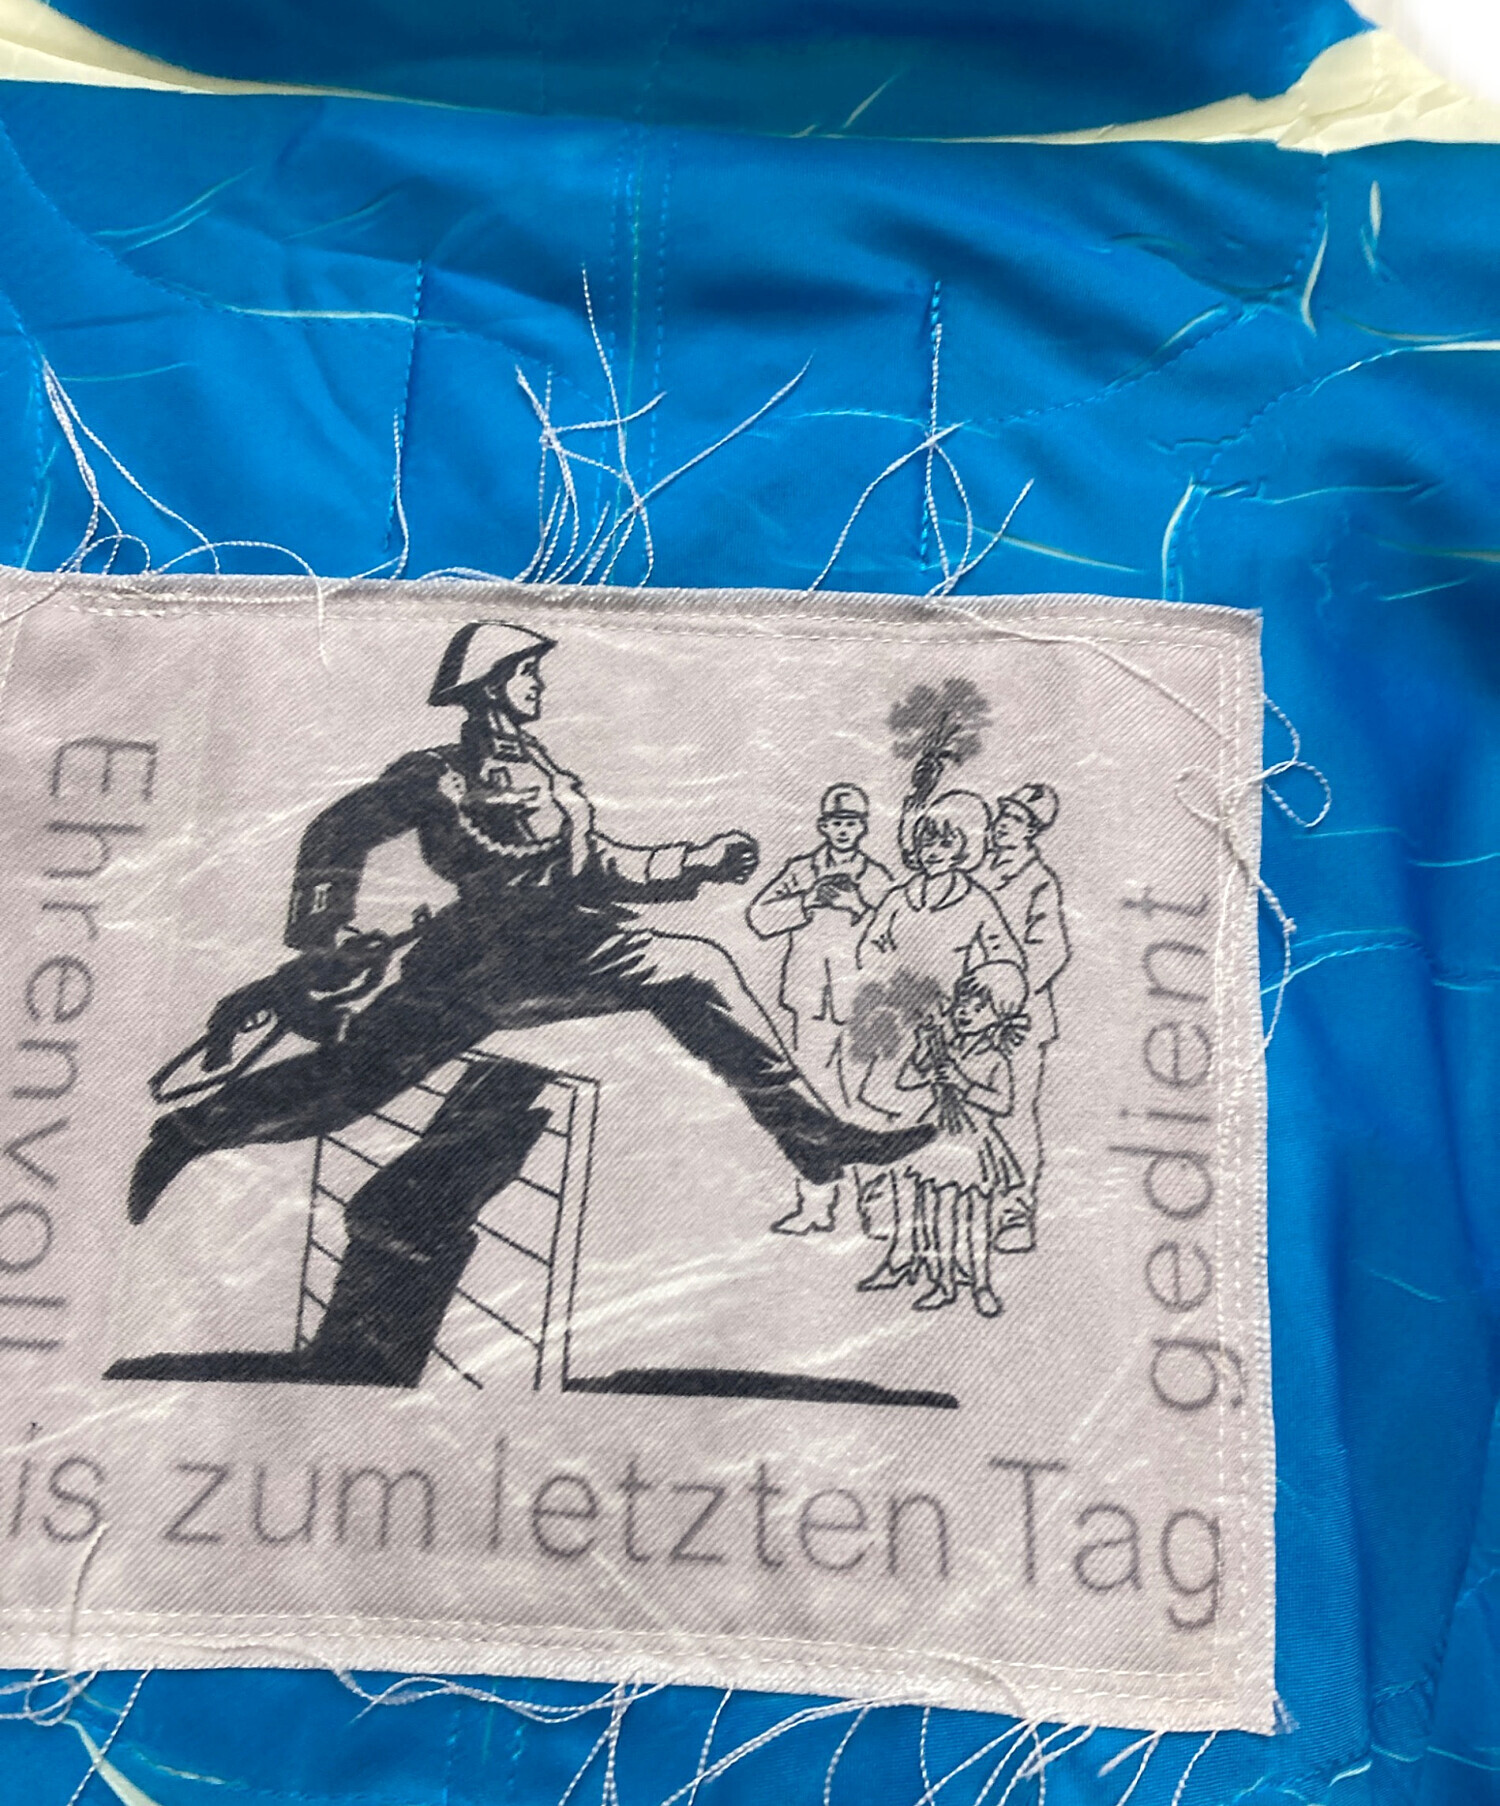 Ehrenvoll
is zum letzten Tag
gedient